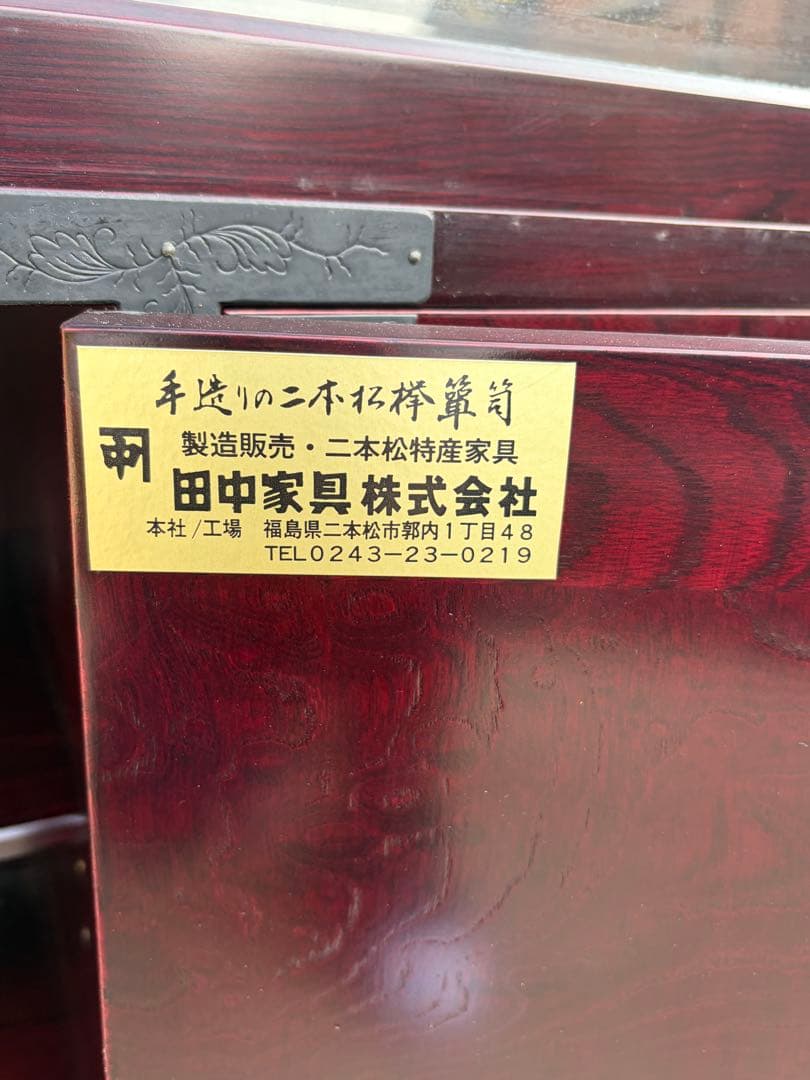 手造りの二本松欅簞笥
製造販売・二本松特産家具
田中家具株式会社
本社/工場 福島県二本松市郭内1丁目48
TEL0243-23-0219